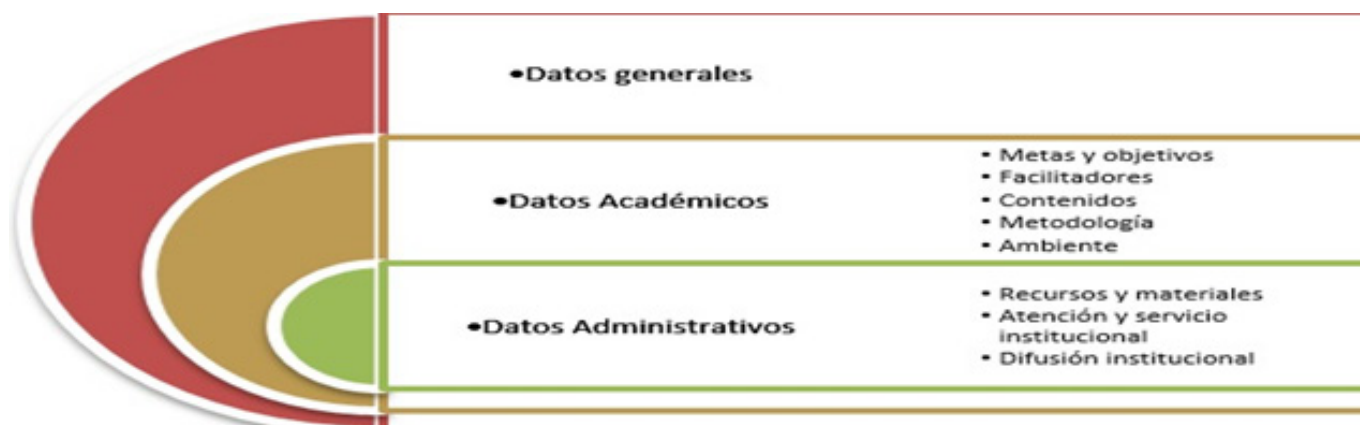 •Datos generales
•Datos Académicos
• Metas y objetivos
• Facilitadores
• Contenidos
• Metodología
• Ambiente
•Datos Administrativos
• Recursos y materiales
• Atención y servicio
institucional
• Difusión institucional